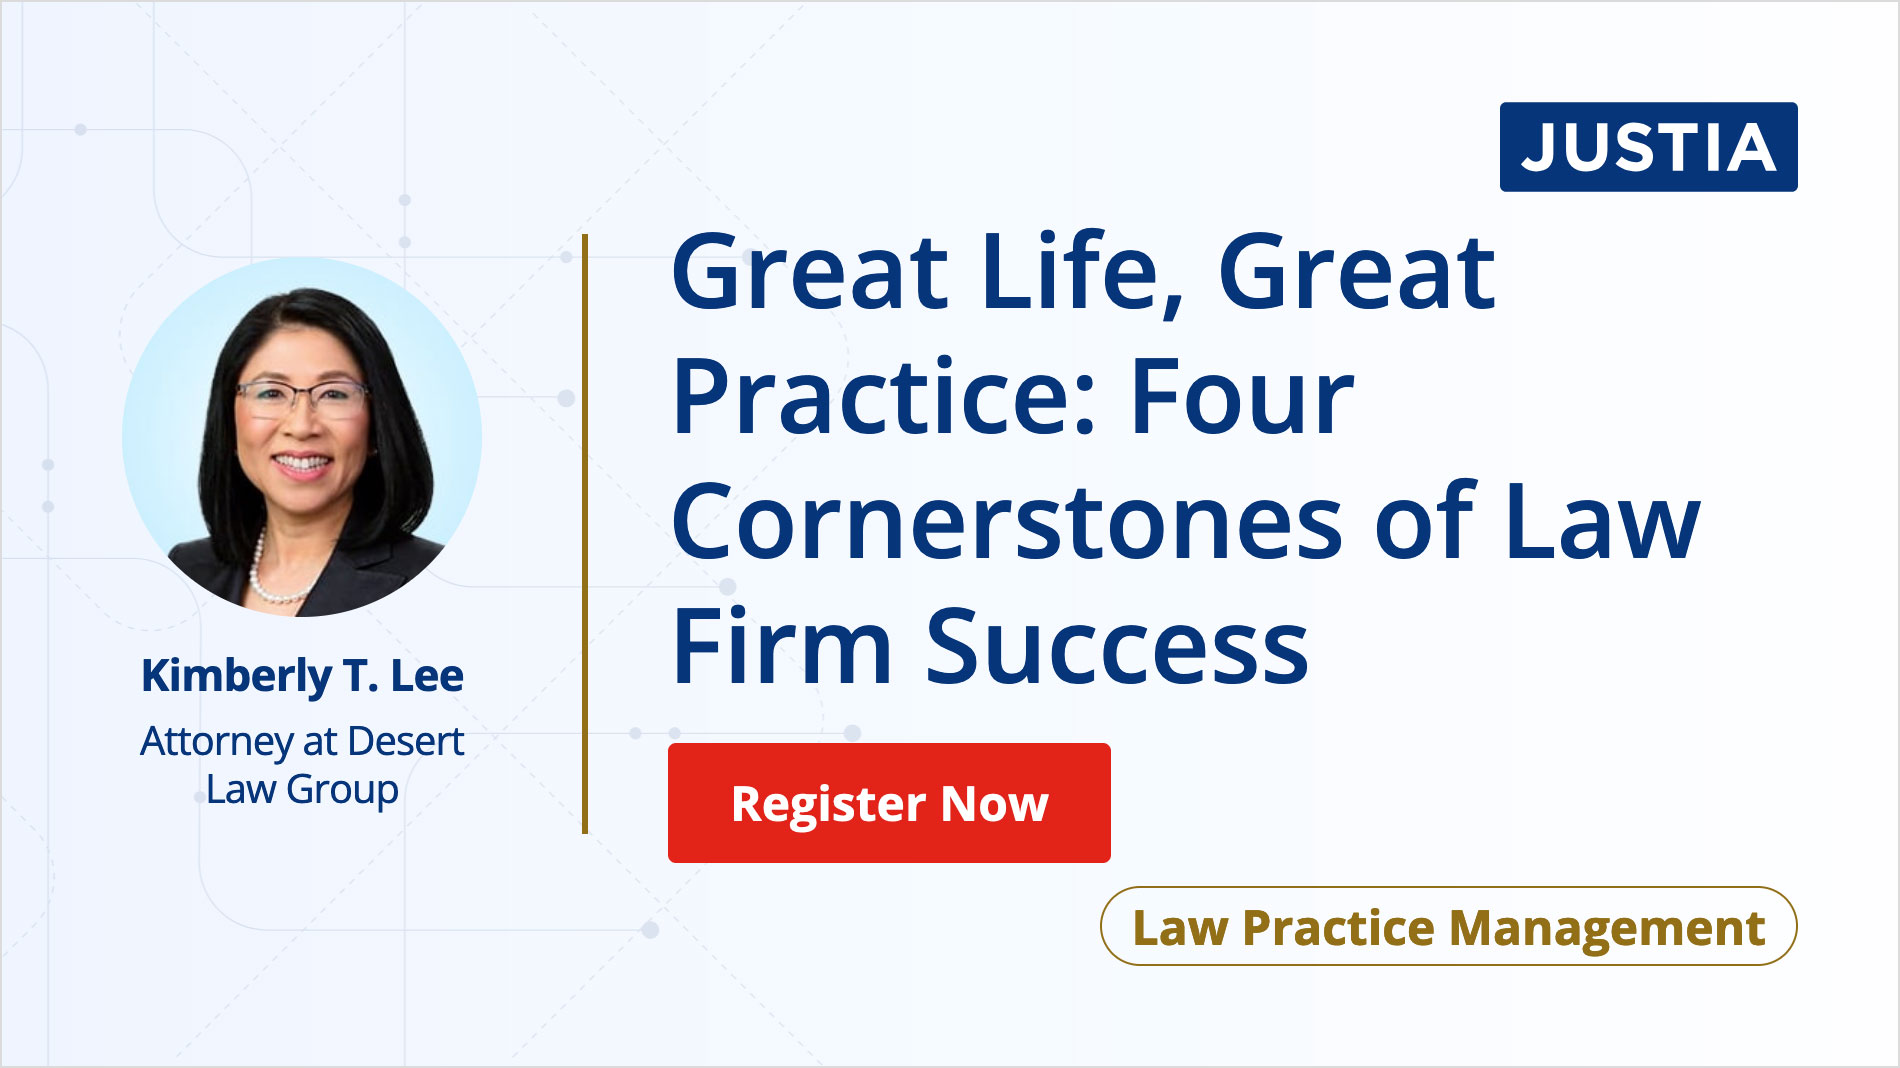 JUSTIA
Great Life, Great
Practice: Four
Cornerstones of Law
Firm Success
Kimberly T. Lee
Attorney at Desert
Law Group
Register Now
Law Practice Management